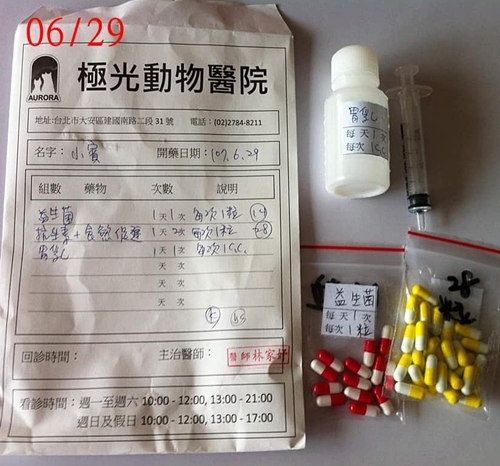 06/29
極光動物醫院
AURORA
地址:台北市大安區建國南路二段 31 號 電話：(02)2784-8211
名字： 小寶 開藥日期：107.6.29
組數 藥物 次數 說明
益生菌 1天1次 每次1粒 14
抗生素+食慾促進 1天2次 每次1粒 28
胃乳 1天1次 每次1c.c.
天 次
天 次
天 次
回診時間： 主治醫師： 醫師林家妤
看診時間：週一至週六 10:00 - 12:00, 13:00 - 21:00
週日及假日 10:00 - 12:00, 13:00 - 17:00
胃乳
每天1次
每次1c.c.
益生菌
每天1次
每次1粒
28